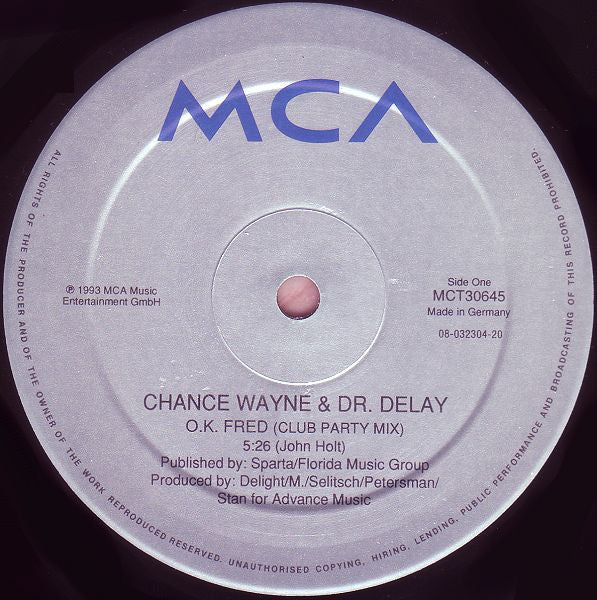 MCA
ALL RIGHTS OF THE PRODUCER AND OF THE OWNER OF THE WORK REPRODUCED RESERVED. UNAUTHORISED COPYING, HIRING, LENDING, PUBLIC PERFORMANCE AND BROADCASTING OF THIS RECORD PROHIBITED.
℗ 1993 MCA Music
Entertainment GmbH
Side One
MCT30645
Made in Germany
08-032304-20
CHANCE WAYNE & DR. DELAY
O.K. FRED (CLUB PARTY MIX)
5:26 (John Holt)
Published by: Sparta/Florida Music Group
Produced by: Delight/M./Selitsch/Petersman/
Stan for Advance Music